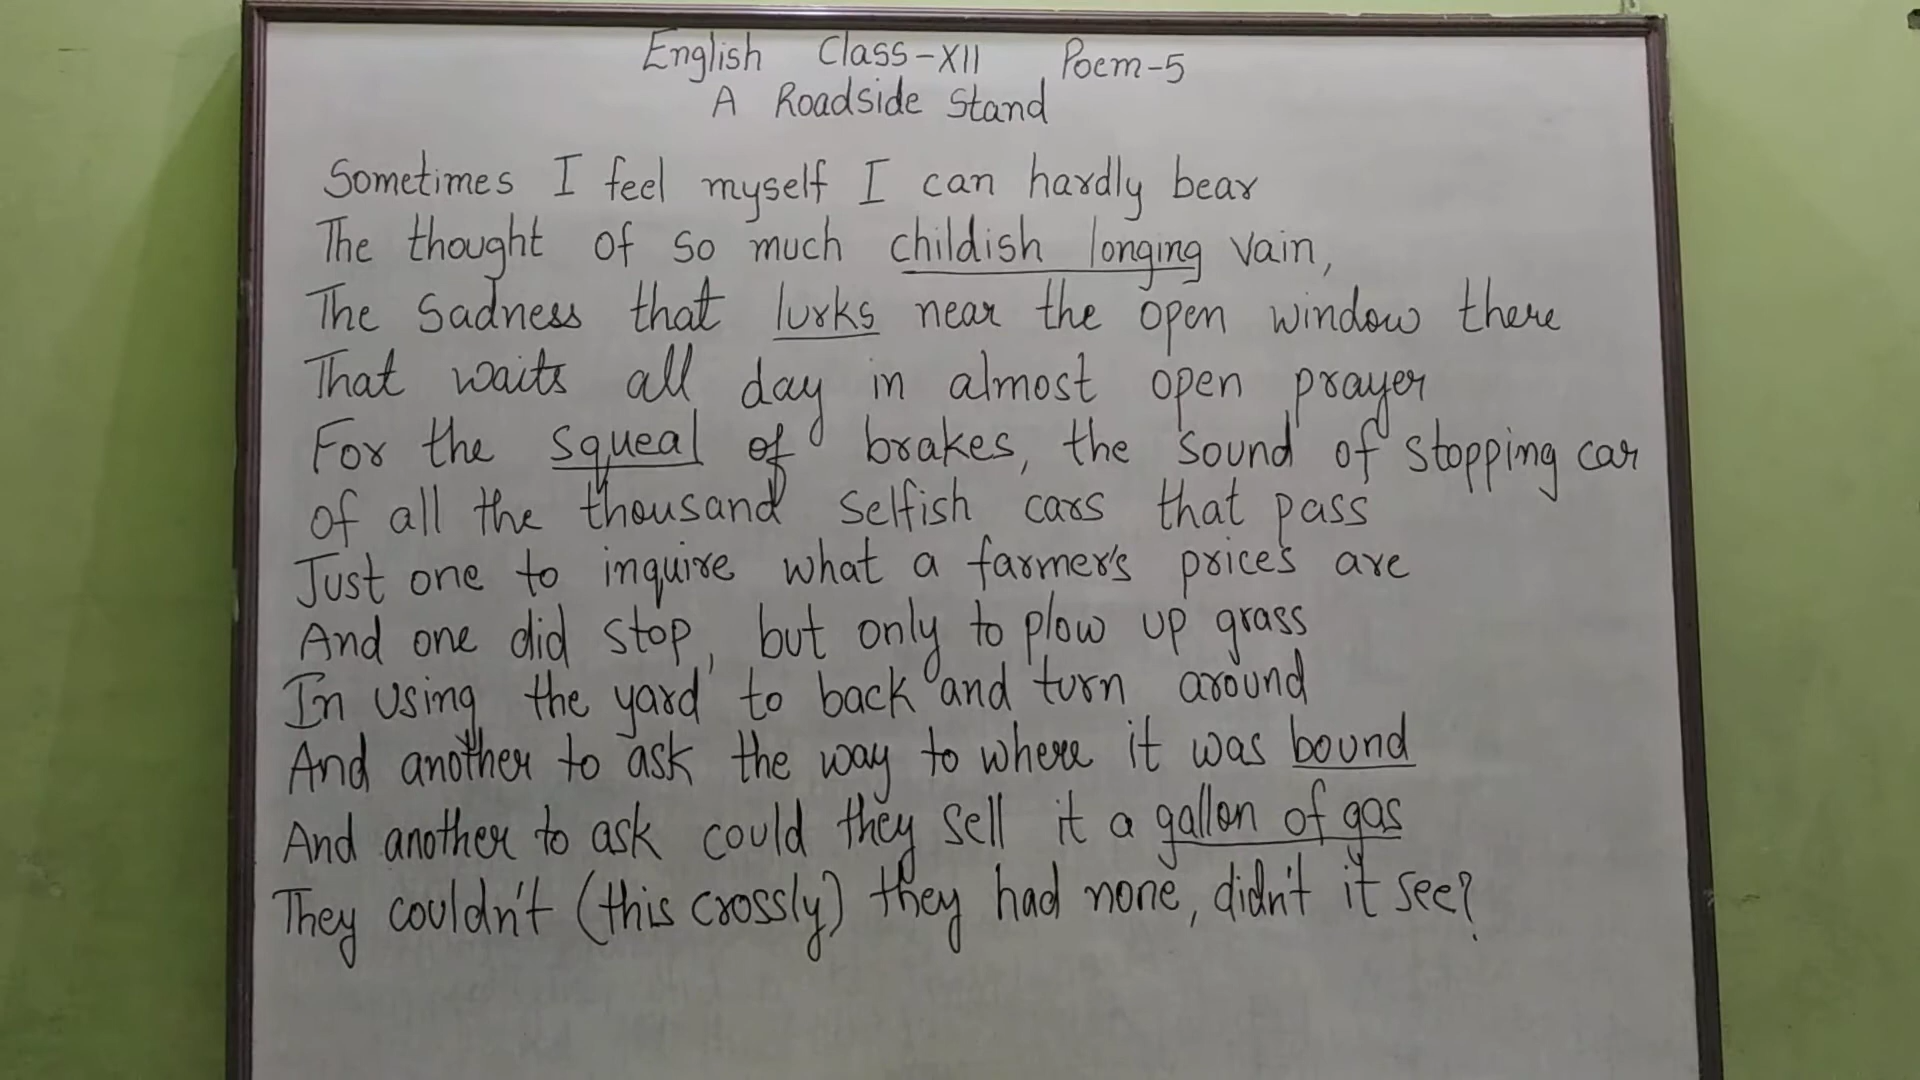 English Class-XII Poem-5
A Roadside Stand
Sometimes I feel myself I can hardly bear
The thought of so much childish longing vain,
The Sadness that lurks near the open window there
That waits all day in almost open prayer
For the squeal of brakes, the sound of stopping car
of all the thousand selfish cars that pass
Just one to inquire what a farmer's prices are
And one did stop, but only to plow up grass
In using the yard to back and turn around
And another to ask the way to where it was bound
And another to ask could they sell it a gallon of gas
They couldn't (this crossly) they had none, didn't it see?